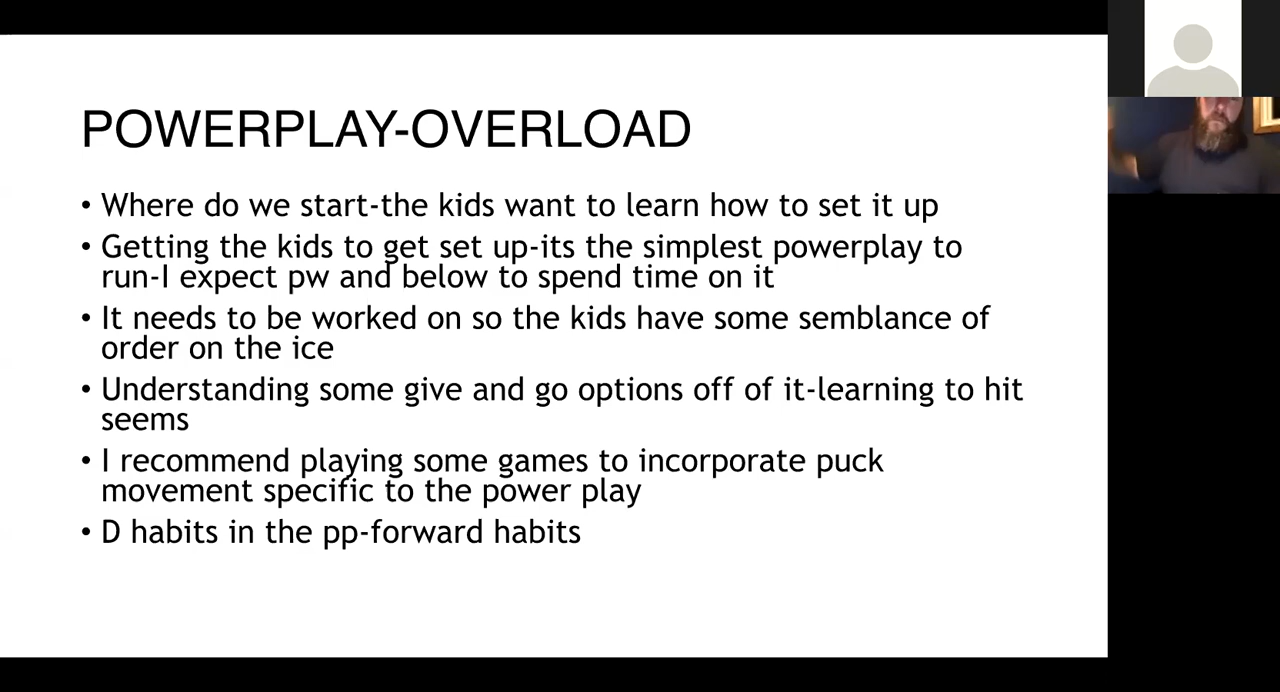 POWERPLAY-OVERLOAD
• Where do we start-the kids want to learn how to set it up
• Getting the kids to get set up-its the simplest powerplay to
run-I expect pw and below to spend time on it
• It needs to be worked on so the kids have some semblance of
order on the ice
• Understanding some give and go options off of it-learning to hit
seems
• I recommend playing some games to incorporate puck
movement specific to the power play
• D habits in the pp-forward habits